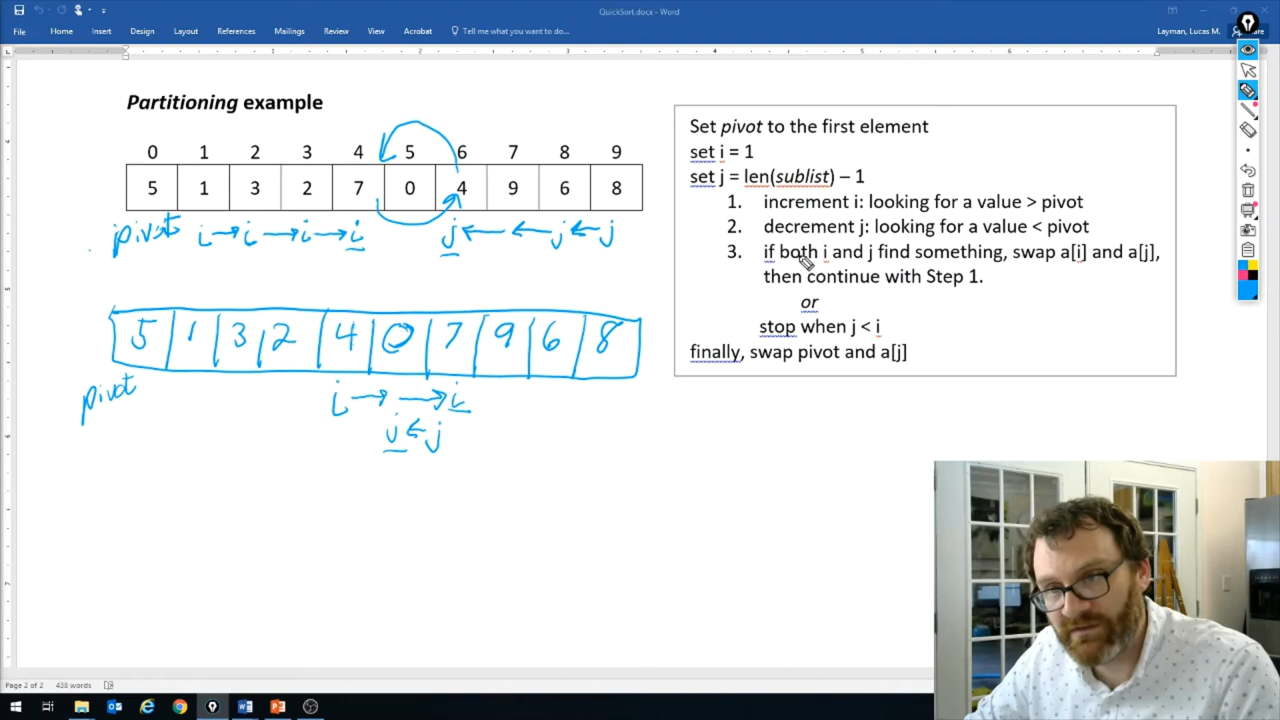 QuickSort.docx - Word
File Home Insert Design Layout References Mailings Review View Acrobat Tell me what you want to do...
Layman, Lucas M. Share
Partitioning example
0 1 2 3 4 5 6 7 8 9
5 1 3 2 7 0 4 9 6 8
pivot i i i i j j j
5 1 3 2 4 0 7 9 6 8
pivot
i i
j j
Set pivot to the first element
set i = 1
set j = len(sublist) – 1
1. increment i: looking for a value > pivot
2. decrement j: looking for a value < pivot
3. if both i and j find something, swap a[i] and a[j],
then continue with Step 1.
or
stop when j < i
finally, swap pivot and a[j]
Page 2 of 2 438 words